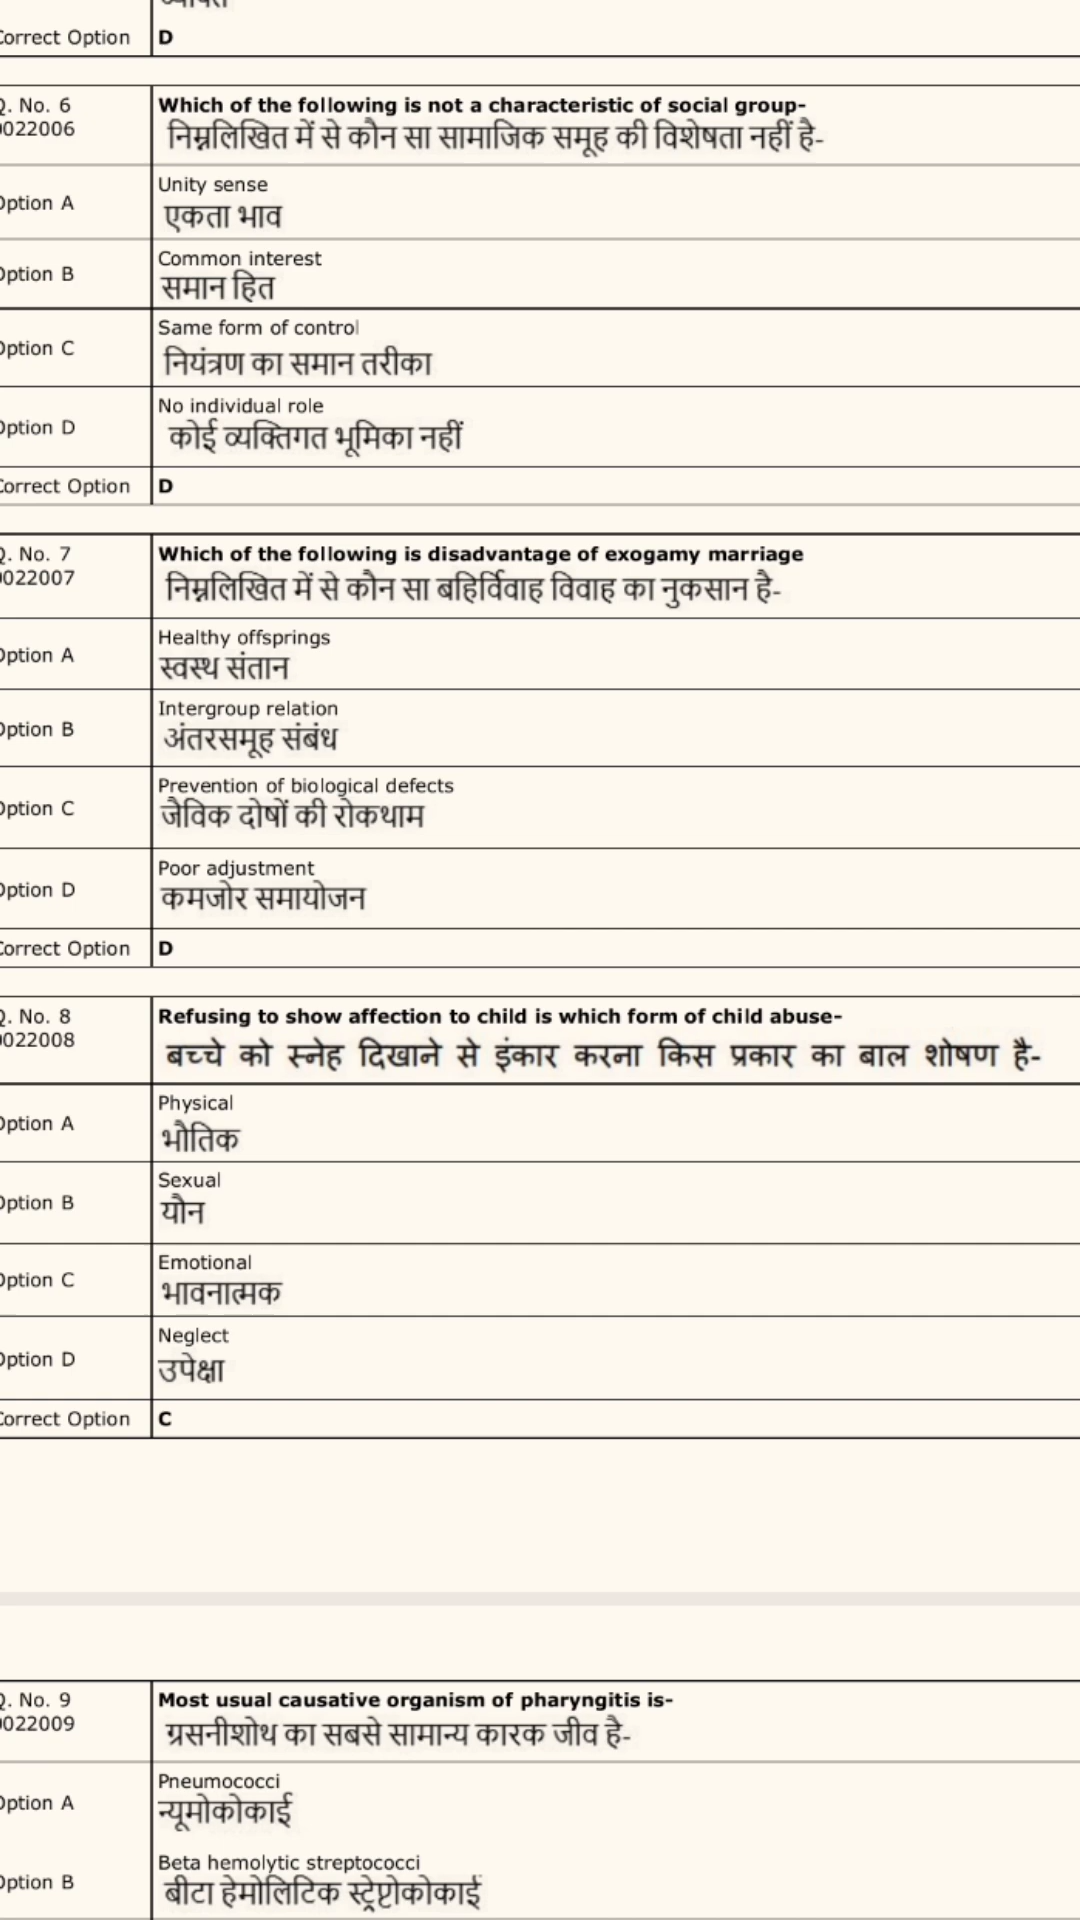 Correct Option D
Q. No. 6
0022006
Which of the following is not a characteristic of social group-
निम्नलिखित में से कौन सा सामाजिक समूह की विशेषता नहीं है-
Option A
Unity sense
एकता भाव
Option B
Common interest
समान हित
Option C
Same form of control
नियंत्रण का समान तरीका
Option D
No individual role
कोई व्यक्तिगत भूमिका नहीं
Correct Option D
Q. No. 7
0022007
Which of the following is disadvantage of exogamy marriage
निम्नलिखित में से कौन सा बहिर्विवाह विवाह का नुकसान है-
Option A
Healthy offsprings
स्वस्थ संतान
Option B
Intergroup relation
अंतरसमूह संबंध
Option C
Prevention of biological defects
जैविक दोषों की रोकथाम
Option D
Poor adjustment
कमजोर समायोजन
Correct Option D
Q. No. 8
0022008
Refusing to show affection to child is which form of child abuse-
बच्चे को स्नेह दिखाने से इंकार करना किस प्रकार का बाल शोषण है-
Option A
Physical
भौतिक
Option B
Sexual
यौन
Option C
Emotional
भावनात्मक
Option D
Neglect
उपेक्षा
Correct Option C
Q. No. 9
0022009
Most usual causative organism of pharyngitis is-
ग्रसनीशोथ का सबसे सामान्य कारक जीव है-
Option A
Pneumococci
न्यूमोकोकाई
Option B
Beta hemolytic streptococci
बीटा हेमोलिटिक स्ट्रेप्टोकोकाई